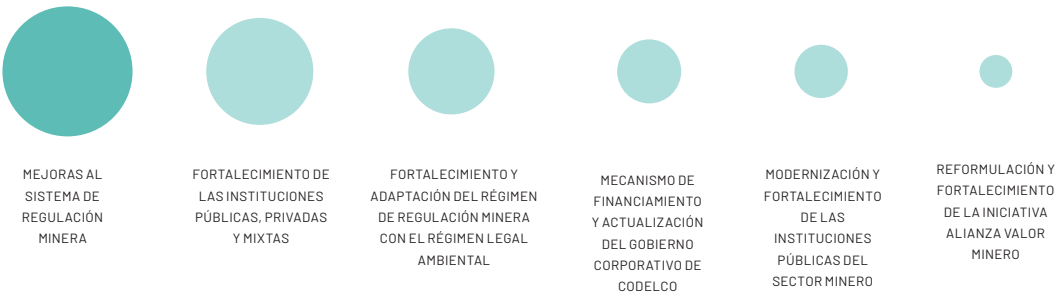 MEJORAS AL
SISTEMA DE
REGULACIÓN
MINERA
FORTALECIMIENTO DE
LAS INSTITUCIONES
PÚBLICAS, PRIVADAS
Y MIXTAS
FORTALECIMIENTO Y
ADAPTACIÓN DEL RÉGIMEN
DE REGULACIÓN MINERA
CON EL RÉGIMEN LEGAL
AMBIENTAL
MECANISMO DE
FINANCIAMIENTO
Y ACTUALIZACIÓN
DEL GOBIERNO
CORPORATIVO DE
CODELCO
MODERNIZACIÓN Y
FORTALECIMIENTO
DE LAS
INSTITUCIONES
PÚBLICAS DEL
SECTOR MINERO
REFORMULACIÓN Y
FORTALECIMIENTO
DE LA INICIATIVA
ALIANZA VALOR
MINERO